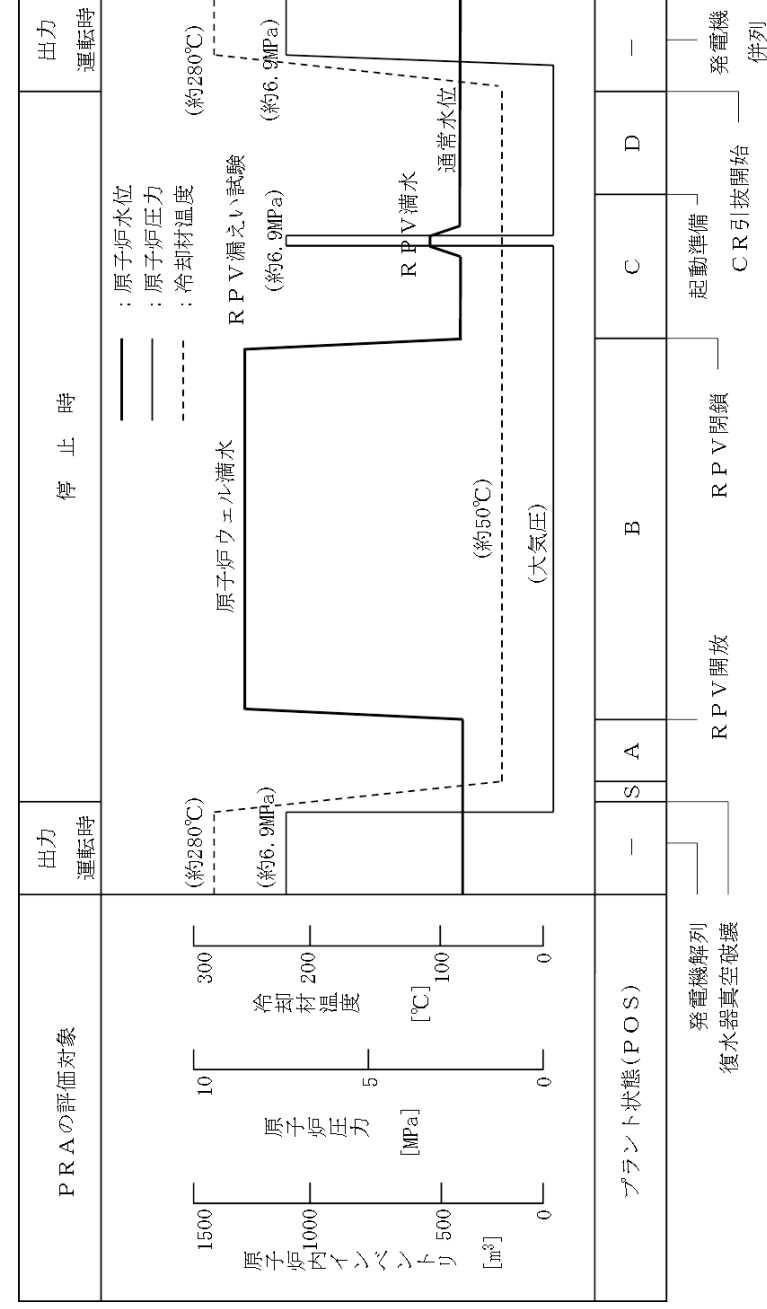 PRAの評価対象
出力
運転時
停 止 時
出力
運転時
原子炉内インベントリ
[m³]
1500
1000
500
0
原子炉圧力
[MPa]
10
5
0
冷却材温度
[℃]
300
200
100
0
：原子炉水位
：原子炉圧力
：冷却材温度
(約280℃)
(約6.9MPa)
原子炉ウェル満水
(約50℃)
(大気圧)
RPV漏えい試験
(約6.9MPa)
RPV満水
通常水位
(約280℃)
(約6.9MPa)
プラント状態(POS)
－
S
A
B
C
D
－
発電機解列
復水器真空破壊
RPV開放
RPV閉鎖
起動準備
CR引抜開始
発電機
併列